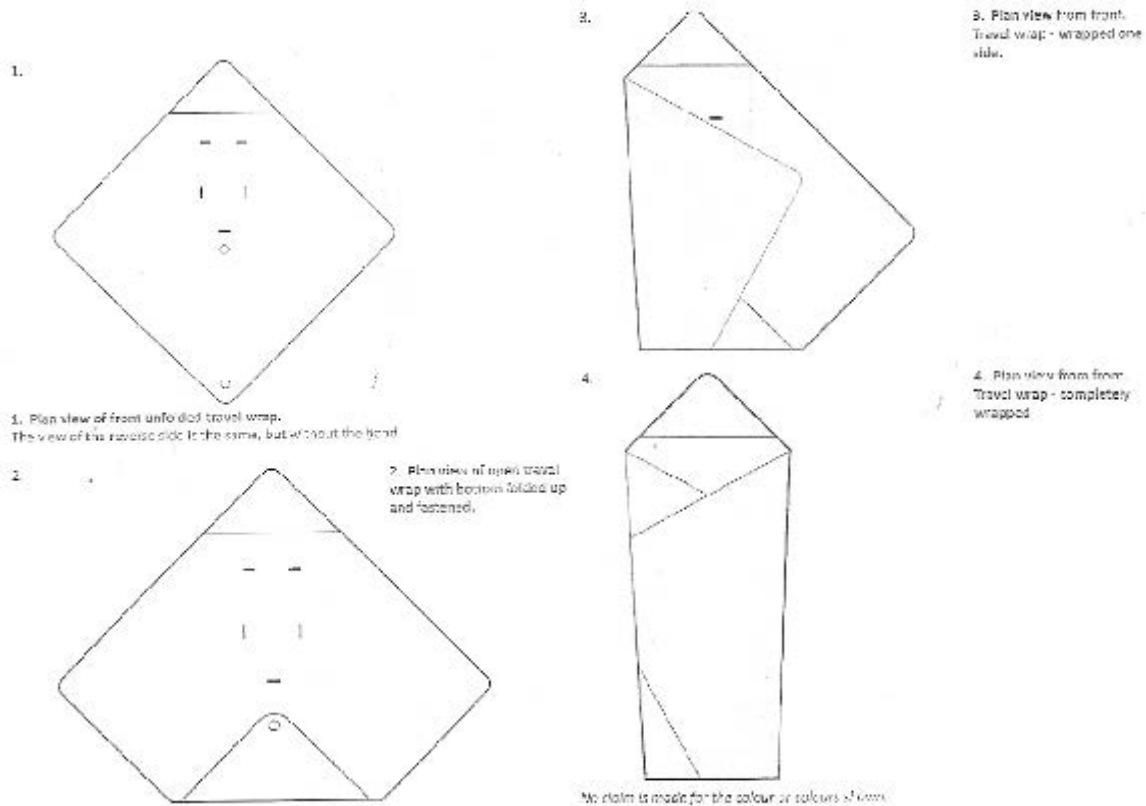 1.
1. Plan view of front unfolded travel wrap.
The view of the reverse side is the same, but without the hood
2.
2. Plan view of open travel
wrap with bottom folded up
and fastened.
3.
3. Plan view from front.
Travel wrap - wrapped one
side.
4.
4. Plan view from front
Travel wrap - completely
wrapped
No claim is made for the colour or colours shown.